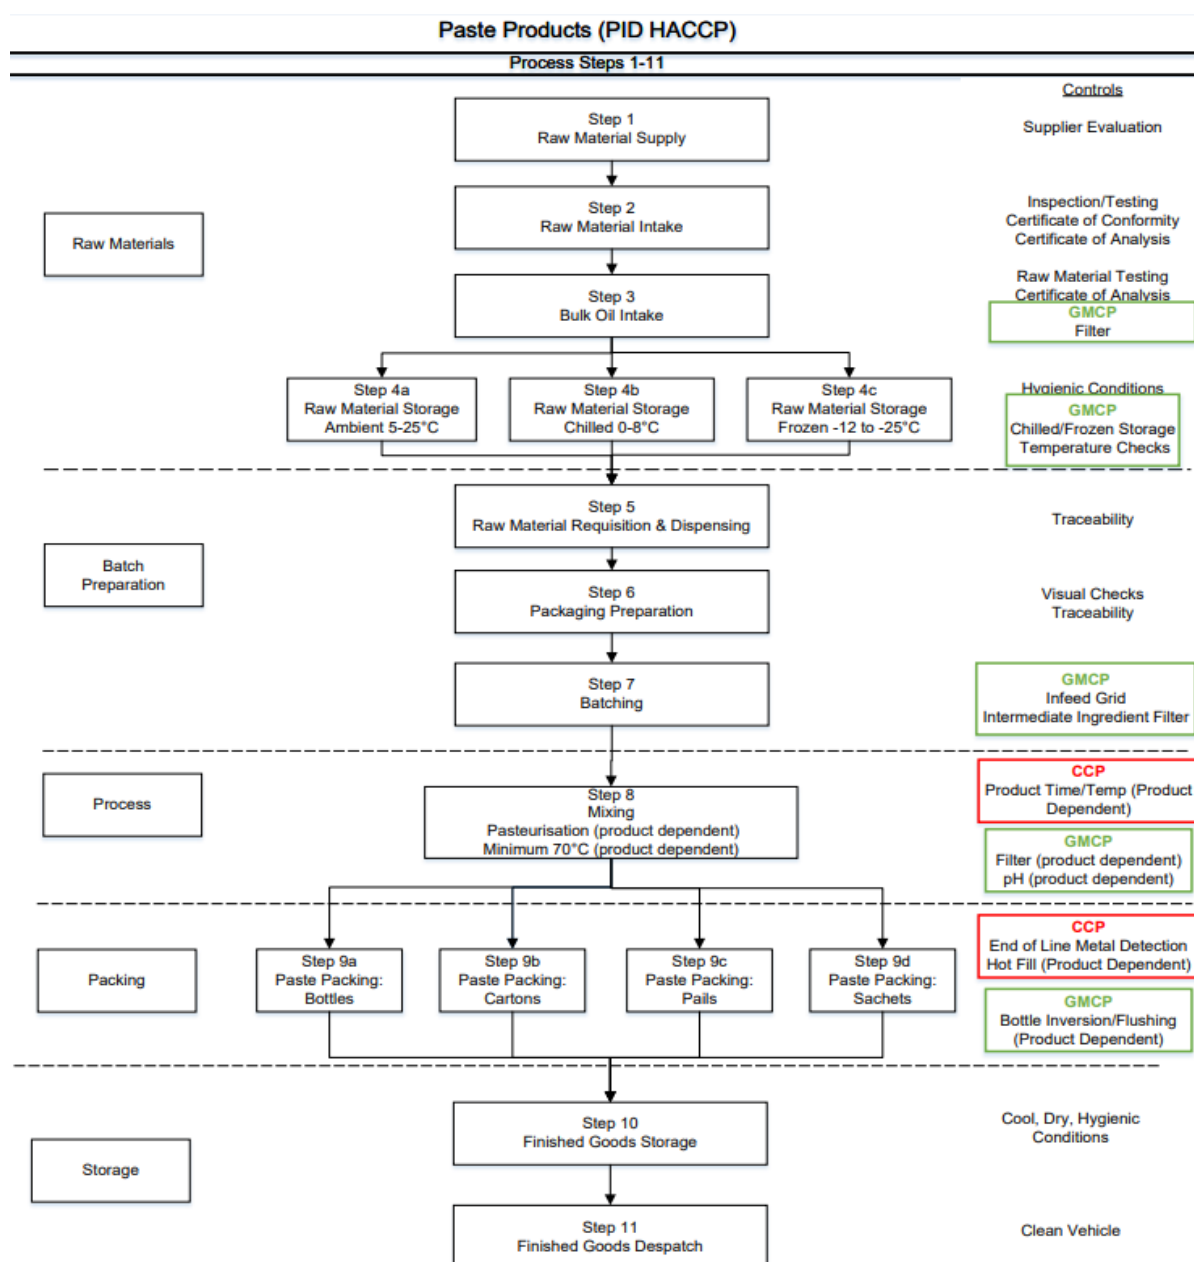 Paste Products (PID HACCP)
Process Steps 1-11
Controls
Step 1
Raw Material Supply
Supplier Evaluation
Raw Materials
Step 2
Raw Material Intake
Inspection/Testing
Certificate of Conformity
Certificate of Analysis
Step 3
Bulk Oil Intake
Raw Material Testing
Certificate of Analysis
GMCP
Filter
Step 4a
Raw Material Storage
Ambient 5-25°C
Step 4b
Raw Material Storage
Chilled 0-8°C
Step 4c
Raw Material Storage
Frozen -12 to -25°C
Hygienic Conditions
GMCP
Chilled/Frozen Storage
Temperature Checks
Batch
Preparation
Step 5
Raw Material Requisition & Dispensing
Traceability
Step 6
Packaging Preparation
Visual Checks
Traceability
Step 7
Batching
GMCP
Infeed Grid
Intermediate Ingredient Filter
Process
Step 8
Mixing
Pasteurisation (product dependent)
Minimum 70°C (product dependent)
CCP
Product Time/Temp (Product
Dependent)
GMCP
Filter (product dependent)
pH (product dependent)
Packing
Step 9a
Paste Packing:
Bottles
Step 9b
Paste Packing:
Cartons
Step 9c
Paste Packing:
Pails
Step 9d
Paste Packing:
Sachets
CCP
End of Line Metal Detection
Hot Fill (Product Dependent)
GMCP
Bottle Inversion/Flushing
(Product Dependent)
Storage
Step 10
Finished Goods Storage
Cool, Dry, Hygienic
Conditions
Step 11
Finished Goods Despatch
Clean Vehicle